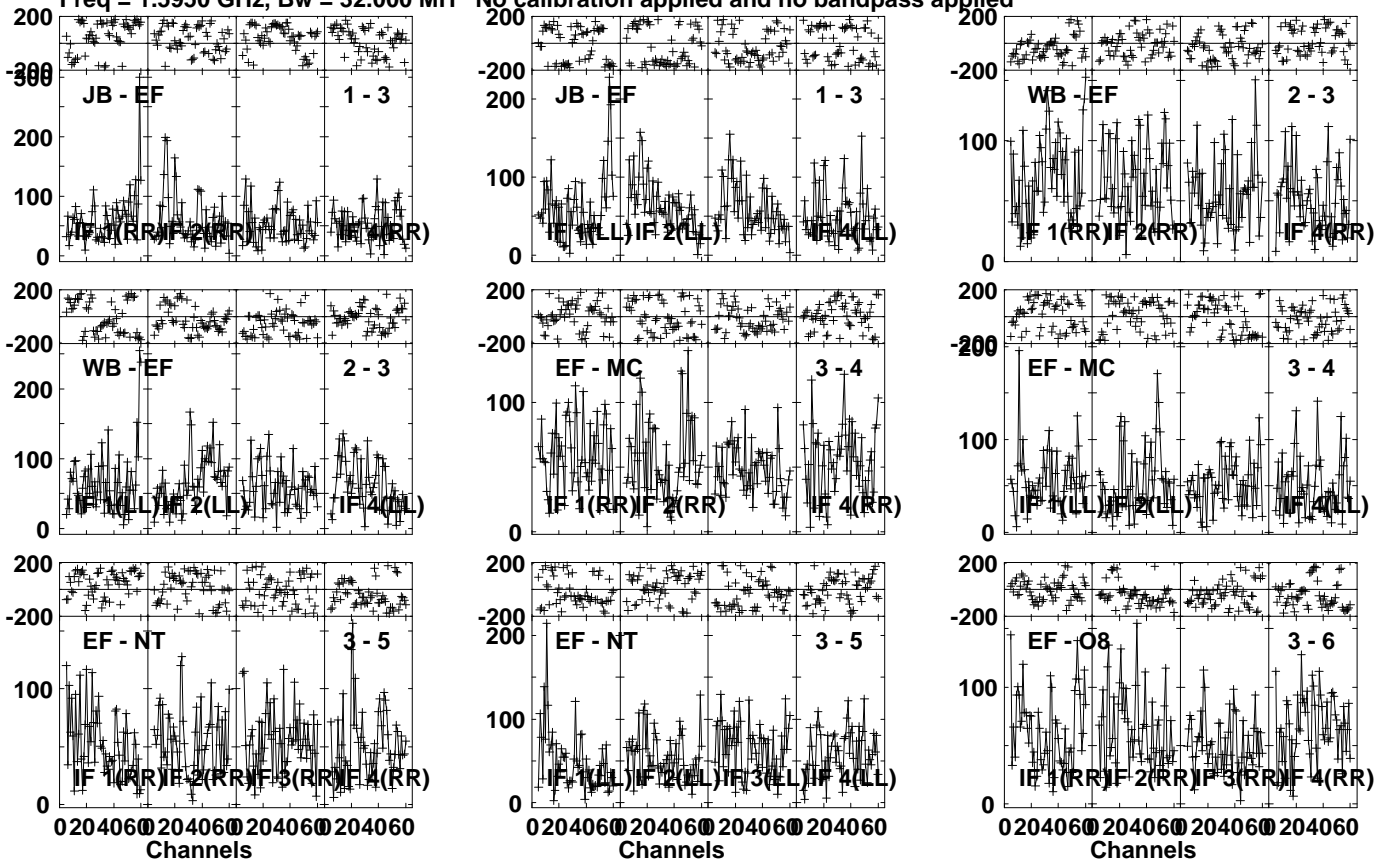 Freq = 1.5950 GHz, Bw = 32.000 MH No calibration applied and no bandpass applied
200
-200
300
200
100
0
JB - EF 1 - 3
IF 1(RR) IF 2(RR) IF 4(RR)
200
-200
200
100
0
JB - EF 1 - 3
IF 1(LL) IF 2(LL) IF 4(LL)
200
-200
100
0
WB - EF 2 - 3
IF 1(RR) IF 2(RR) IF 4(RR)
200
-200
200
100
0
WB - EF 2 - 3
IF 1(LL) IF 2(LL) IF 4(LL)
200
-200
100
0
EF - MC 3 - 4
IF 1(RR) IF 2(RR) IF 4(RR)
200
-200
200
100
0
EF - MC 3 - 4
IF 1(LL) IF 2(LL) IF 4(LL)
200
-200
100
0
EF - NT 3 - 5
IF 1(RR) IF 2(RR) IF 3(RR) IF 4(RR)
0 20 40 60 0 20 40 60 0 20 40 60 0 20 40 60
Channels
200
-200
200
100
0
EF - NT 3 - 5
IF 1(LL) IF 2(LL) IF 3(LL) IF 4(LL)
0 20 40 60 0 20 40 60 0 20 40 60 0 20 40 60
Channels
200
-200
100
0
EF - O8 3 - 6
IF 1(RR) IF 2(RR) IF 3(RR) IF 4(RR)
0 20 40 60 0 20 40 60 0 20 40 60 0 20 40 60
Channels